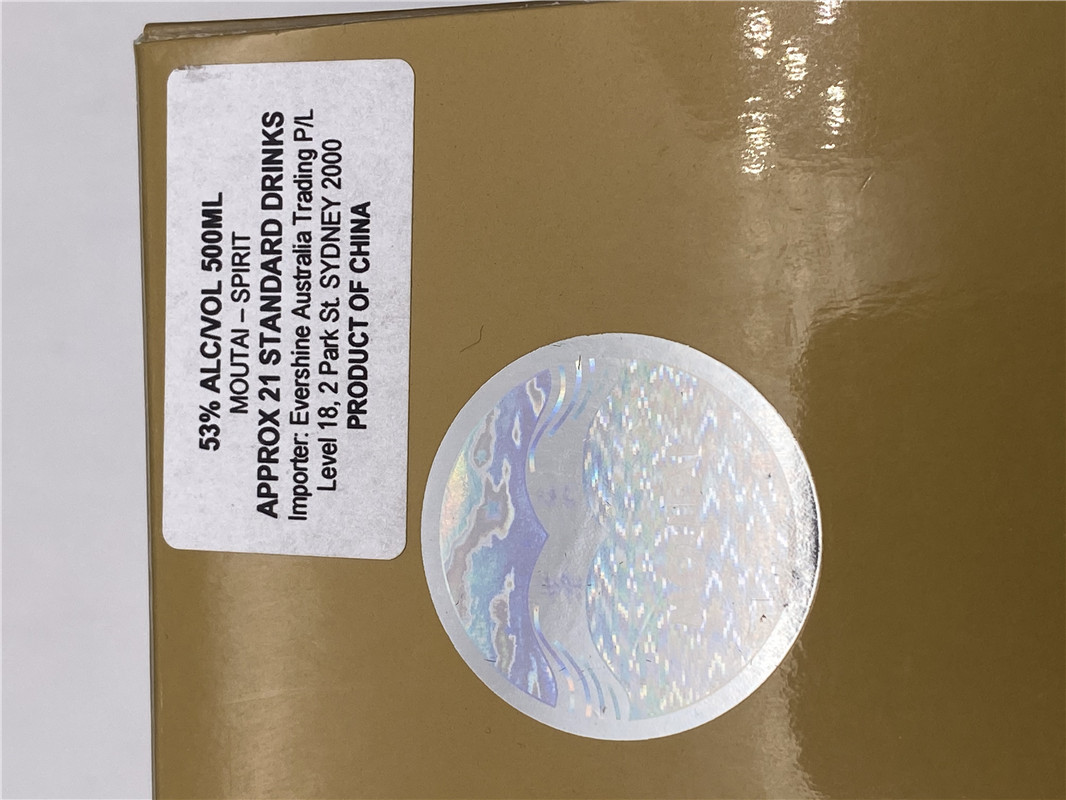 53% ALC/VOL 500ML
MOUTAI – SPIRIT
APPROX 21 STANDARD DRINKS
Importer: Evershine Australia Trading P/L
Level 18, 2 Park St. SYDNEY 2000
PRODUCT OF CHINA